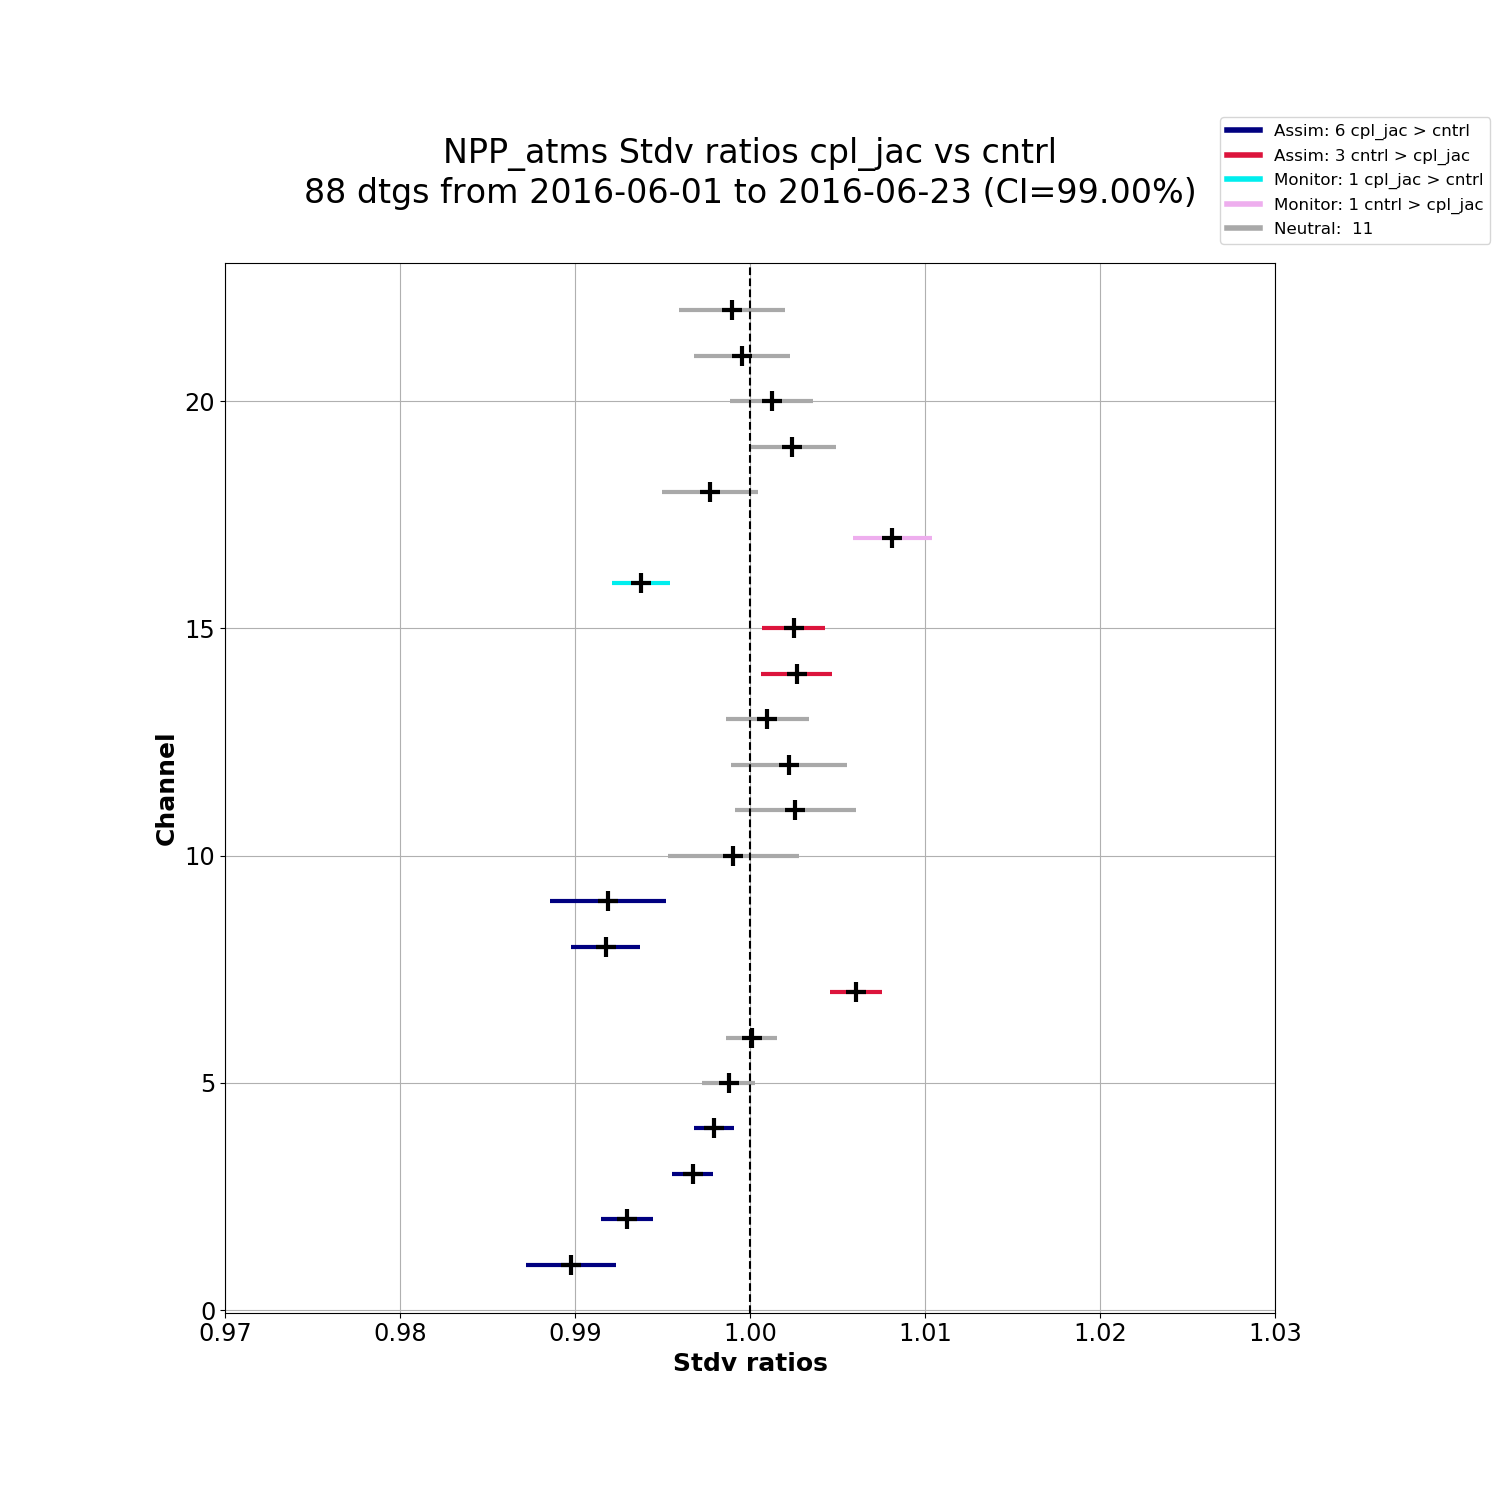 NPP_atms Stdv ratios cpl_jac vs cntrl
88 dtgs from 2016-06-01 to 2016-06-23 (CI=99.00%)
Assim: 6 cpl_jac > cntrl
Assim: 3 cntrl > cpl_jac
Monitor: 1 cpl_jac > cntrl
Monitor: 1 cntrl > cpl_jac
Neutral:  11
20
15
10
5
0
Channel
0.97 0.98 0.99 1.00 1.01 1.02 1.03
Stdv ratios